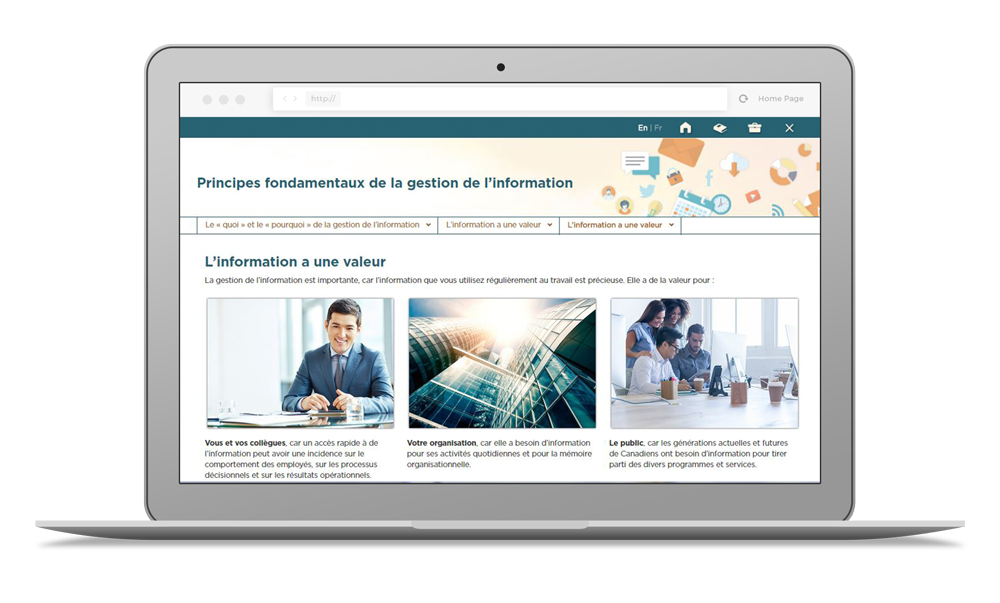 http://
Home Page
En | Fr
Principes fondamentaux de la gestion de l'information
Le « quoi » et le « pourquoi » de la gestion de l'information
L'information a une valeur
L'information a une valeur
L'information a une valeur
La gestion de l'information est importante, car l'information que vous utilisez régulièrement au travail est précieuse. Elle a de la valeur pour :
Vous et vos collègues, car un accès rapide à de
l'information peut avoir une incidence sur le
comportement des employés, sur les processus
décisionnels et sur les résultats opérationnels.
Votre organisation, car elle a besoin d'information
pour ses activités quotidiennes et pour la mémoire
organisationnelle.
Le public, car les générations actuelles et futures
de Canadiens ont besoin d'information pour tirer
parti des divers programmes et services.